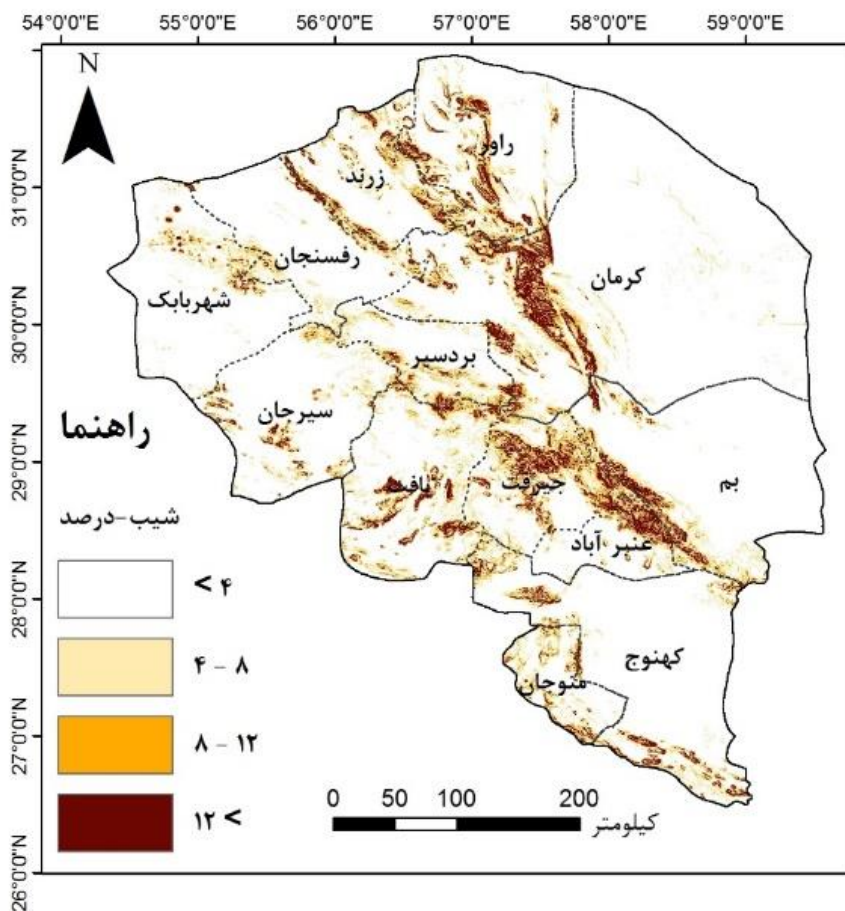 54°0'0"E 55°0'0"E 56°0'0"E 57°0'0"E 58°0'0"E 59°0'0"E
N
راور
زرند
31°0'0"N
رفسنجان
کرمان
شهربابک
30°0'0"N
بردسیر
سیرجان
راهنما
29°0'0"N
بافت
جیرفت
بم
شیب-درصد
عنبر آباد
< ۴
28°0'0"N
۴ - ۸
کهنوج
منوجان
۸ - ۱۲
27°0'0"N
۱۲ <
0 50 100 200
کیلومتر
26°0'0"N